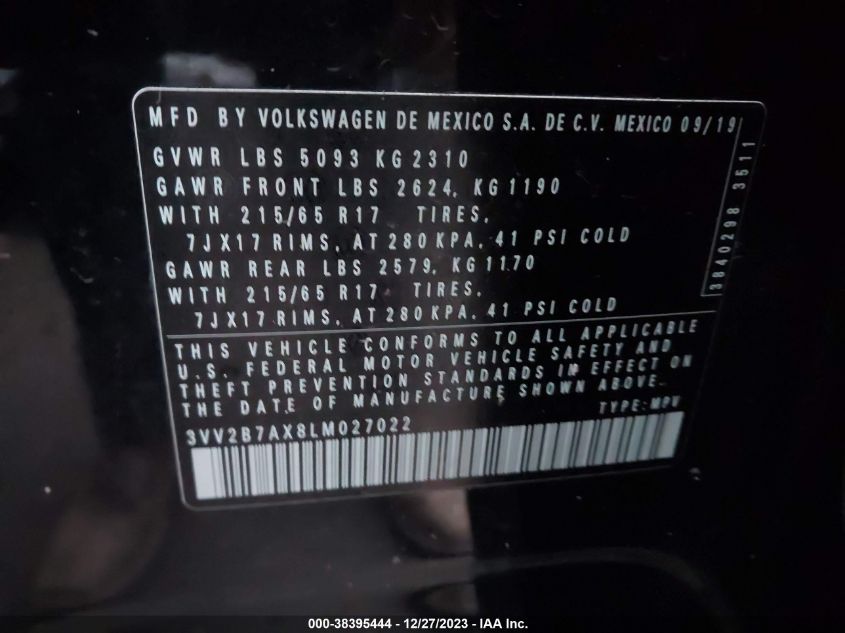 MFD BY VOLKSWAGEN DE MEXICO S.A. DE C.V. MEXICO 09/19
GVWR LBS 5093 KG 2310
GAWR FRONT LBS 2624, KG 1190
WITH 215/65 R17 TIRES,
7JX17 RIMS, AT 280 KPA, 41 PSI COLD
GAWR REAR LBS 2579, KG 1170
WITH 215/65 R17 TIRES,
7JX17 RIMS, AT 280 KPA, 41 PSI COLD
3840298 3511
THIS VEHICLE CONFORMS TO ALL APPLICABLE
U.S. FEDERAL MOTOR VEHICLE SAFETY AND
THEFT PREVENTION STANDARDS IN EFFECT ON
THE DATE OF MANUFACTURE SHOWN ABOVE.
TYPE:MPV
3VV2B7AX8LM027022
000-38395444 - 12/27/2023 - IAA Inc.